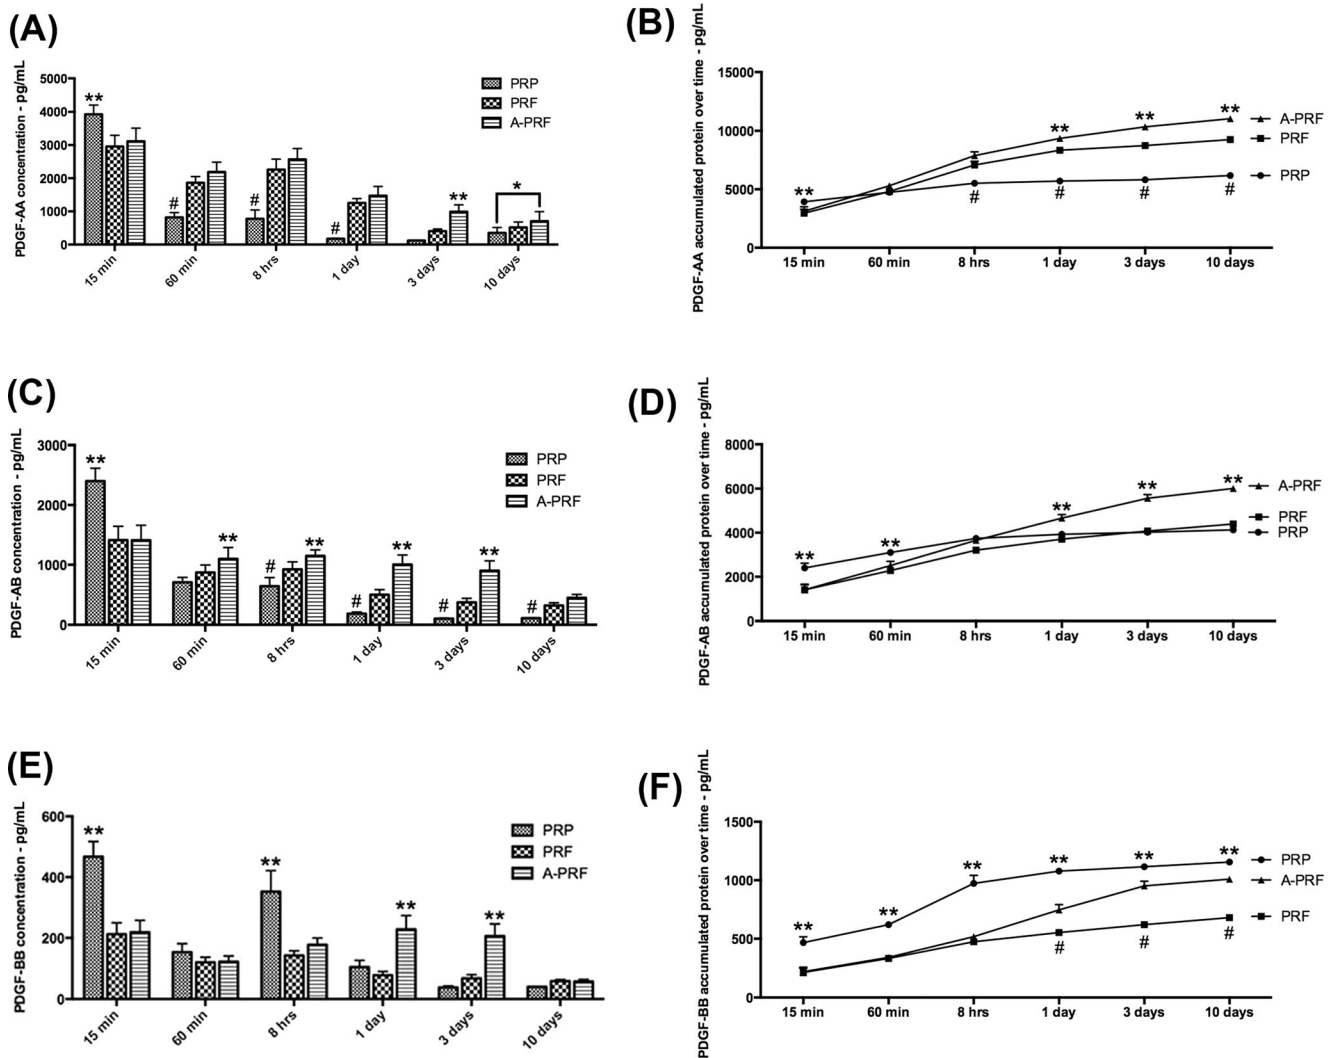 (A)
PDGF-AA concentration - pg/mL
5000
4000
3000
2000
1000
0
PRP
PRF
A-PRF
**
#
#
#
**
*
15 min
60 min
8 hrs
1 day
3 days
10 days
(B)
PDGF-AA accumulated protein over time - pg/mL
15000
10000
5000
0
**
**
**
**
#
#
#
#
A-PRF
PRF
PRP
15 min
60 min
8 hrs
1 day
3 days
10 days
(C)
PDGF-AB concentration - pg/mL
3000
2000
1000
0
PRP
PRF
A-PRF
**
**
#
**
#
**
#
**
#
15 min
60 min
8 hrs
1 day
3 days
10 days
(D)
PDGF-AB accumulated protein over time - pg/mL
8000
6000
4000
2000
0
**
**
**
**
**
A-PRF
PRF
PRP
15 min
60 min
8 hrs
1 day
3 days
10 days
(E)
PDGF-BB concentration - pg/mL
600
400
200
0
PRP
PRF
A-PRF
**
**
**
**
15 min
60 min
8 hrs
1 day
3 days
10 days
(F)
PDGF-BB accumulated protein over time - pg/mL
1500
1000
500
0
**
**
**
**
**
**
#
#
#
PRP
A-PRF
PRF
15 min
60 min
8 hrs
1 day
3 days
10 days